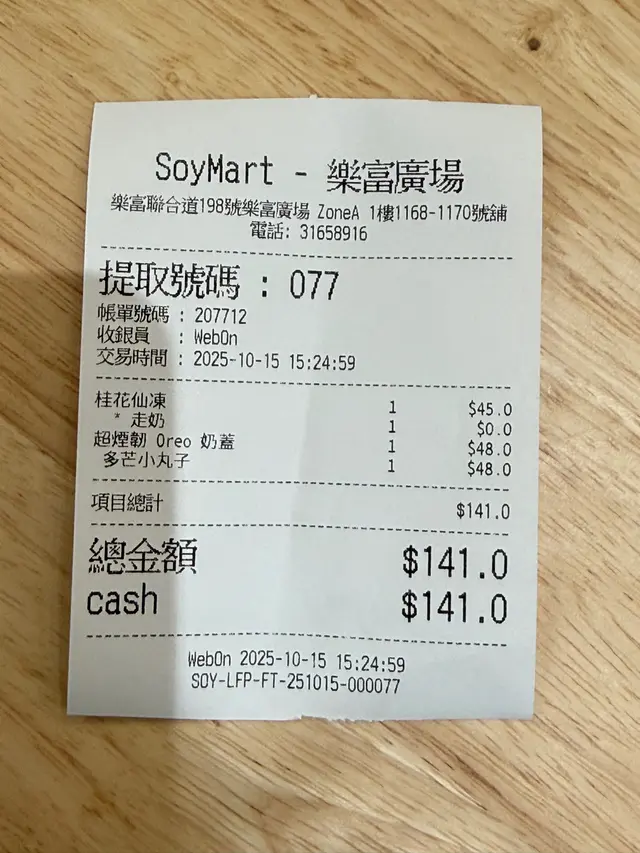 SoyMart - 樂富廣場
樂富聯合道198號樂富廣場 ZoneA 1樓1168-1170號舖
電話: 31658916
提取號碼 : 077
帳單號碼 : 207712
收銀員 : WebOn
交易時間 : 2025-10-15 15:24:59
桂花仙凍 1 $45.0
* 走奶 1 $0.0
超煙韌 Oreo 奶蓋 1 $48.0
多芒小丸子 1 $48.0
項目總計 $141.0
總金額 $141.0
cash $141.0
WebOn 2025-10-15 15:24:59
SOY-LFP-FT-251015-000077